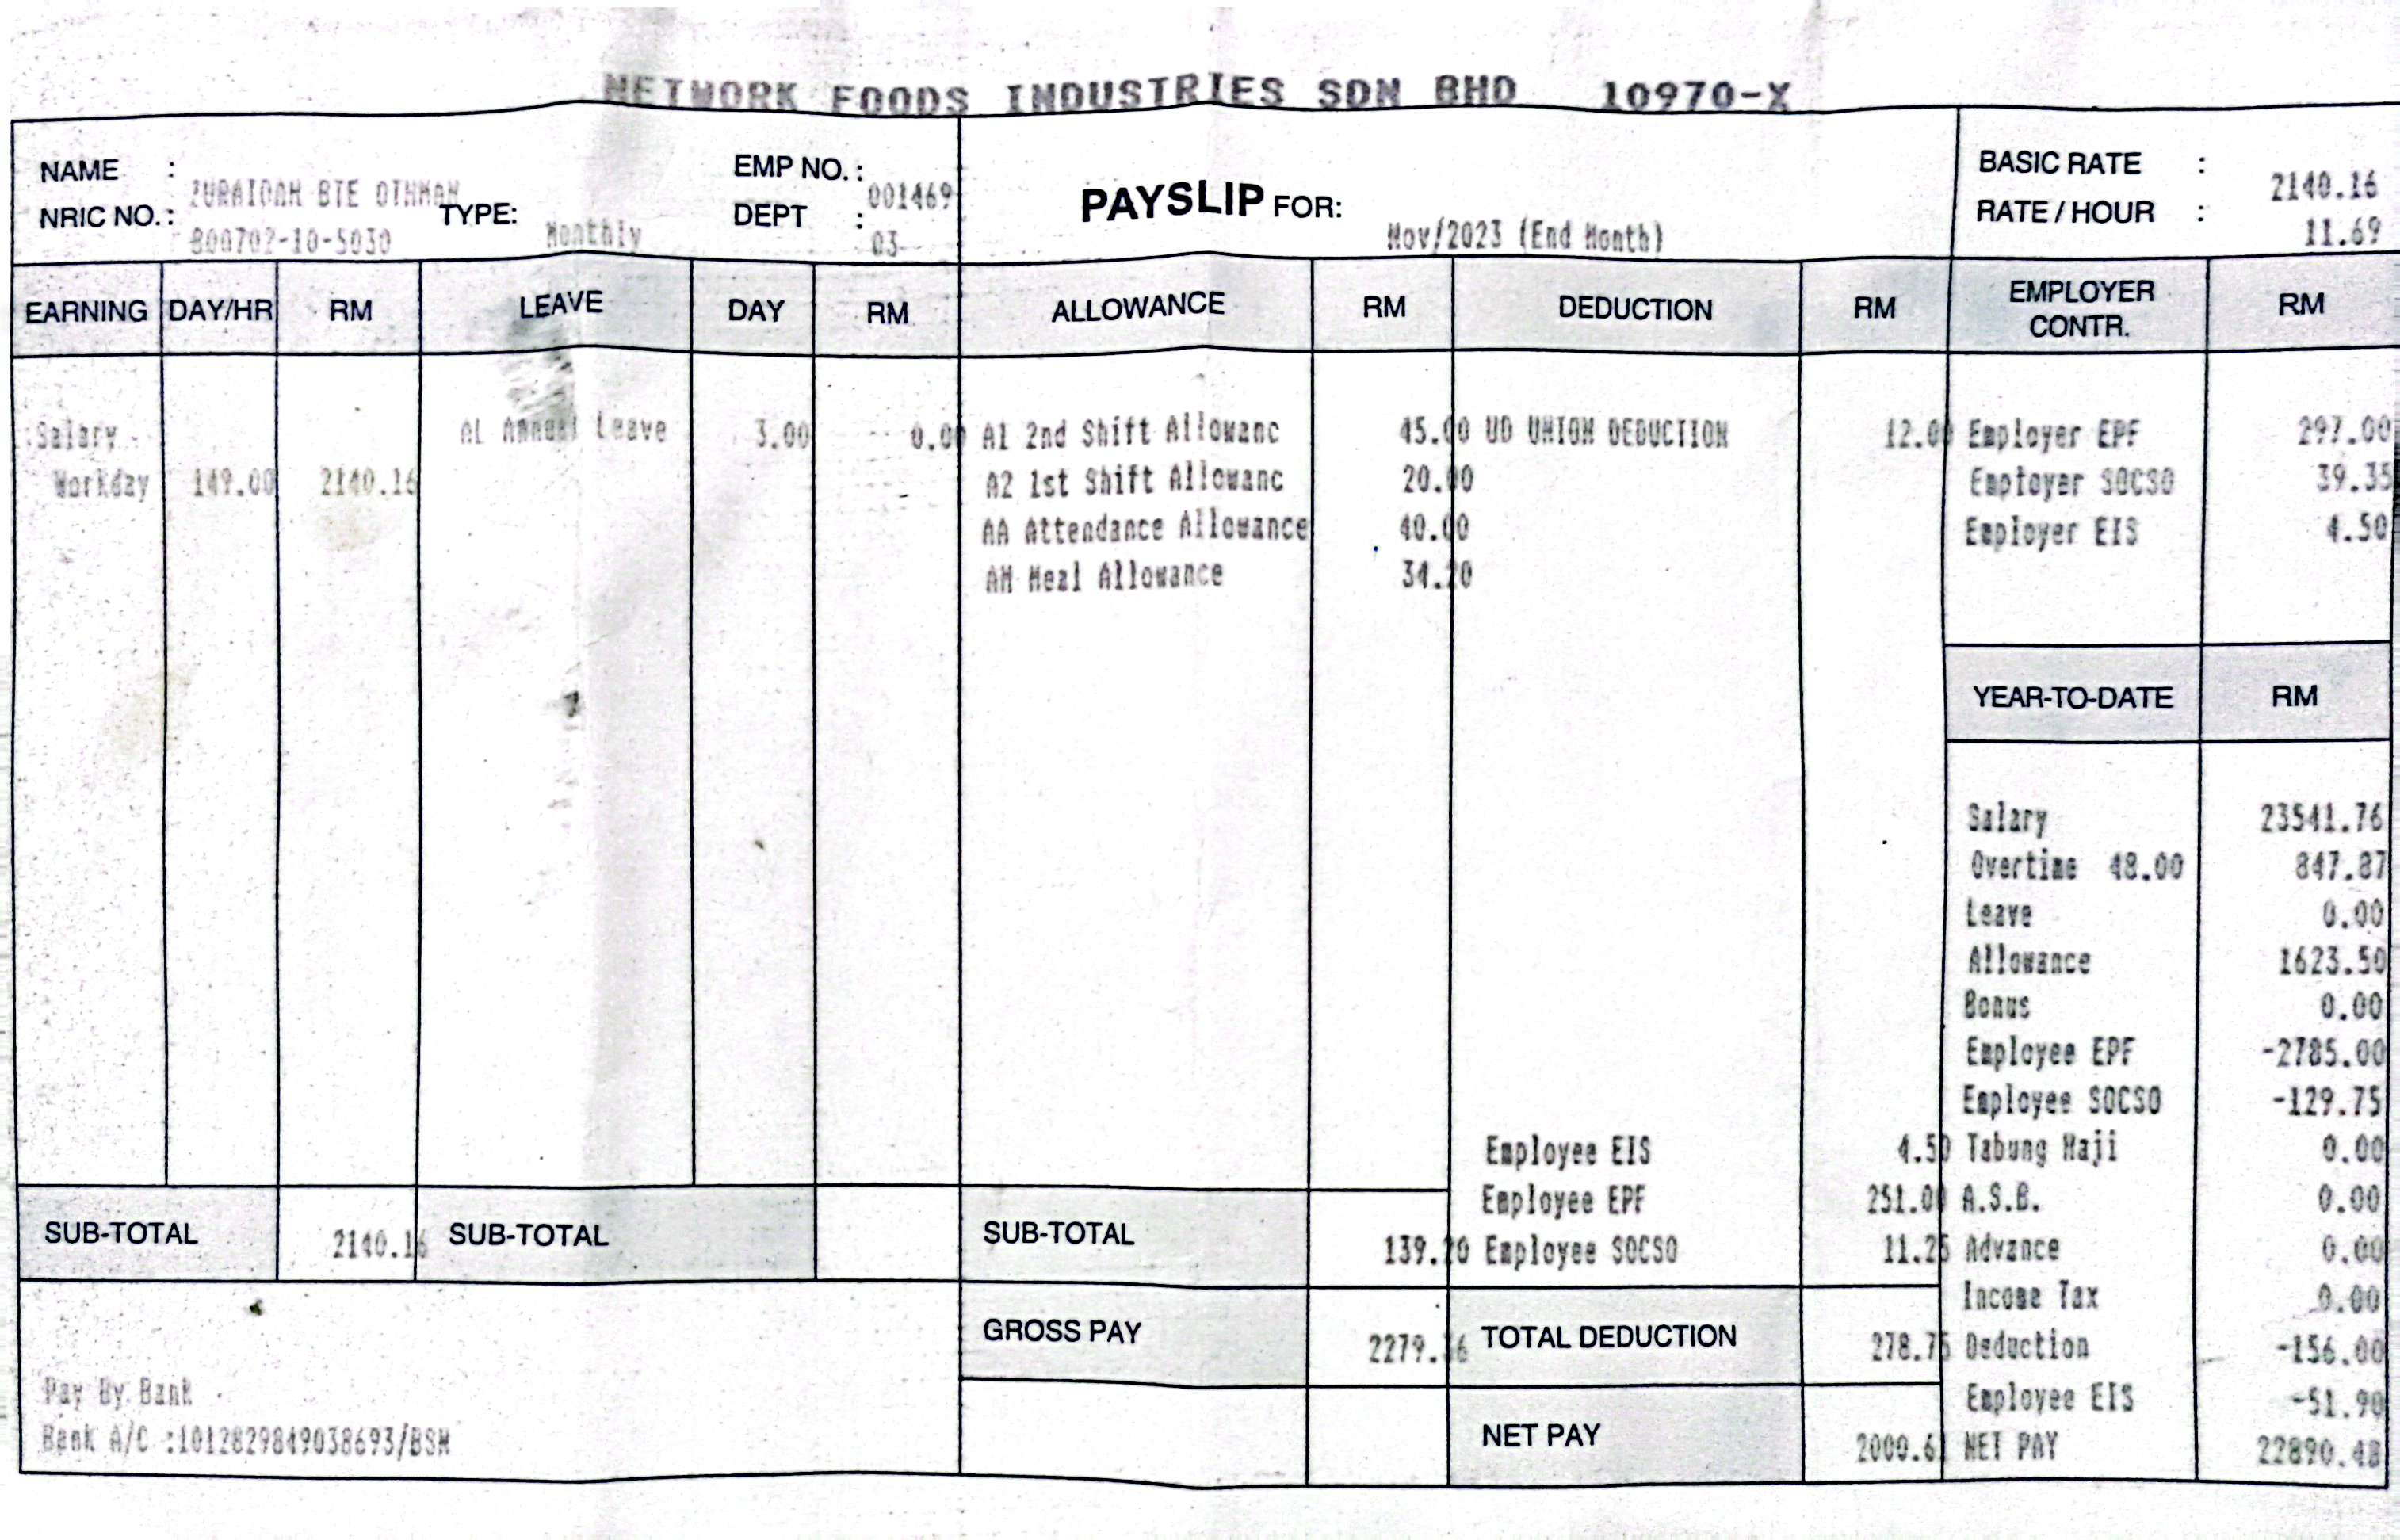 NETWORK FOODS INDUSTRIES SDN BHD 10970-X
NAME : ZURAIDAH BTE OTHMAN
NRIC NO. : 800702-10-5030 TYPE: Monthly
EMP NO. : 001469
DEPT : 03
PAYSLIP FOR: Nov/2023 (End Month)
BASIC RATE : 2140.16
RATE / HOUR : 11.69
EARNING DAY/HR RM LEAVE DAY RM ALLOWANCE RM DEDUCTION RM EMPLOYER CONTR. RM
Salary AL Annual Leave 3.00 0.00 A1 2nd Shift Allowanc 45.00 UD UNION DEDUCTION 12.00 Employer EPF 297.00
Workday 149.00 2140.16 A2 1st Shift Allowanc 20.00 Employer SOCSO 39.35
AA Attendance Allowance 40.00 Employer EIS 4.50
AM Meal Allowance 34.20
YEAR-TO-DATE RM
Salary 23541.76
Overtime 48.00 847.87
Leave 0.00
Allowance 1623.50
Bonus 0.00
Employee EPF -2785.00
Employee SOCSO -129.75
Employee EIS 4.50 Tabung Haji 0.00
Employee EPF 251.00 A.S.B. 0.00
SUB-TOTAL 2140.16 SUB-TOTAL SUB-TOTAL 139.20 Employee SOCSO 11.25 Advance 0.00
Income Tax 0.00
GROSS PAY 2279.36 TOTAL DEDUCTION 278.75 Deduction -156.00
Pay By Bank Employee EIS -51.90
Bank A/C :1012829849038693/BSN NET PAY 2000.61 NET PAY 22890.48